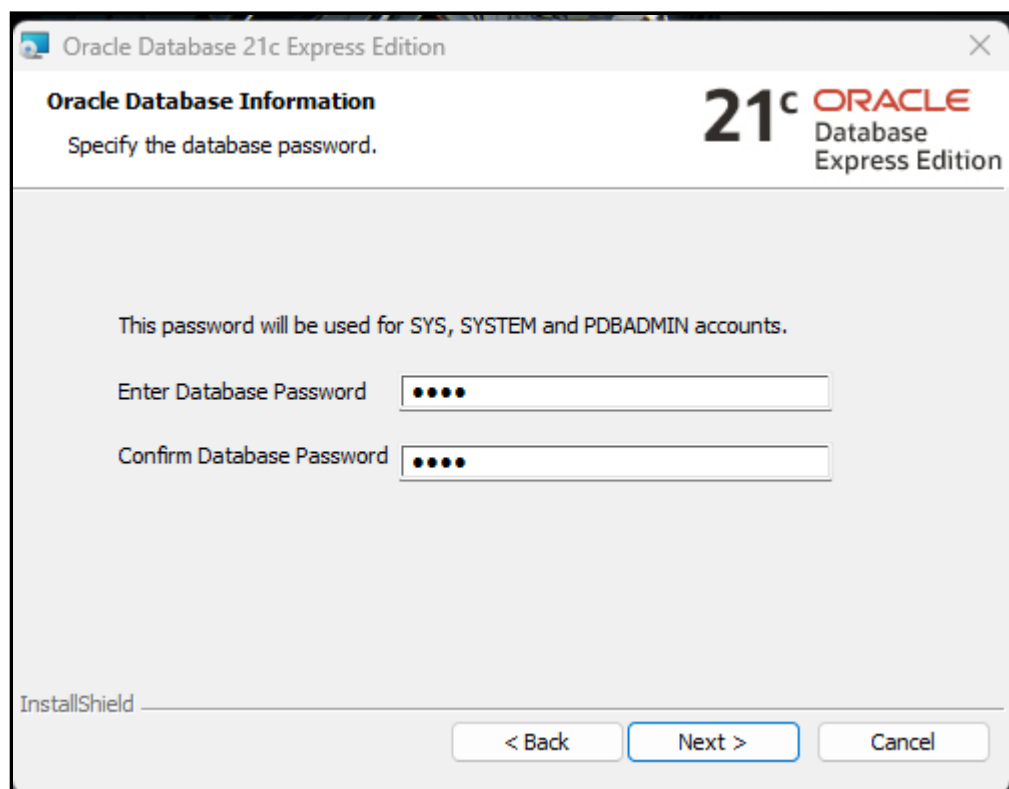 Oracle Database 21c Express Edition
Oracle Database Information
Specify the database password.
21c ORACLE
Database
Express Edition
This password will be used for SYS, SYSTEM and PDBADMIN accounts.
Enter Database Password ••••
Confirm Database Password ••••
InstallShield
< Back Next > Cancel